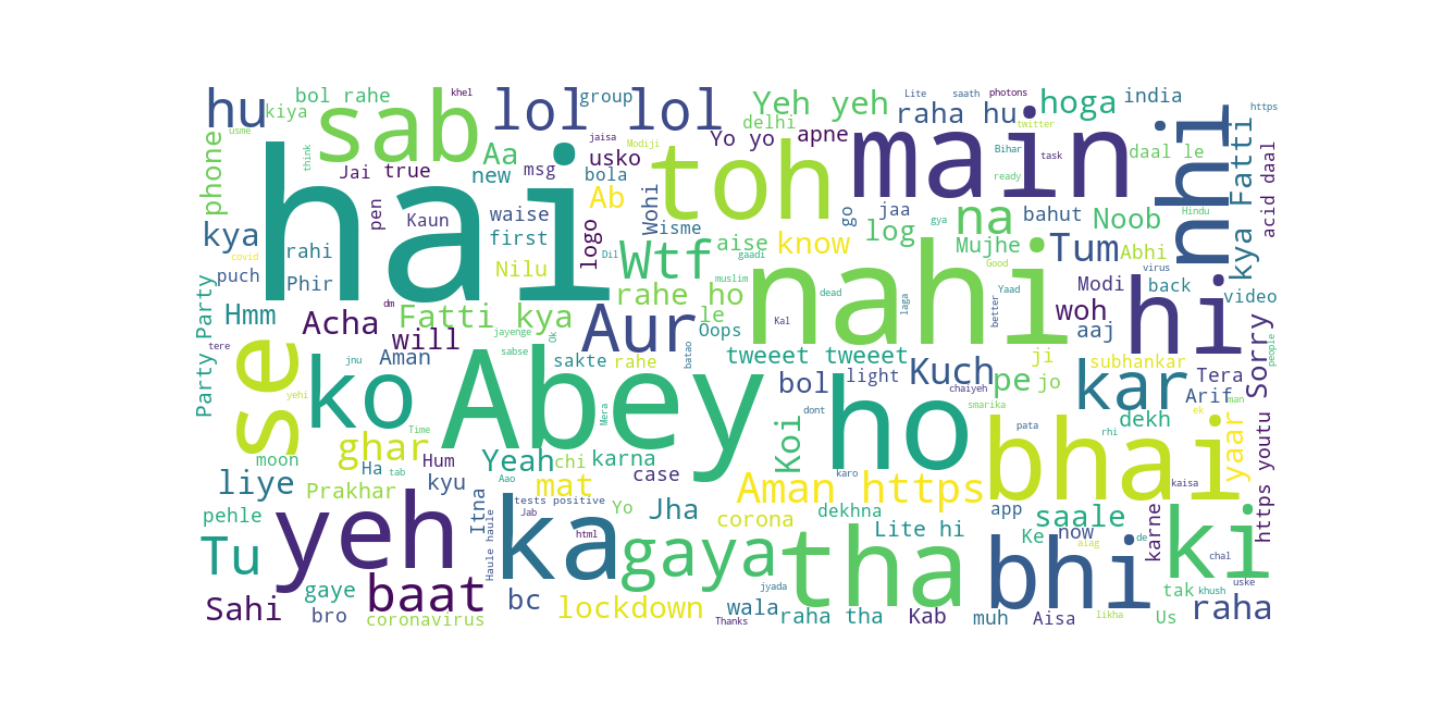 hu
kiya
bol rahe
khel
sab
lol lol
group
Yeh yeh
delhi
Lite
saath
photons
raha hu
hoga
india
https
usme
phone
think
hai
Jai
true
Aa
new
msg
jaisa
usko
bola
Modiji
Yo yo
apne
toh
main
twitter
Bihar
task
ready
nhi
daal le
kya Fatti
acid daal
kya
rahi
pen
Kaun
waise
first
Ab
logo
Wohi
isme
Wtf
aise
gaadi
know
go
jaa
log
gya
na
Mujhe
Good
bahut
Tum
Noob
Abhi
Hindu
covid
puch
Phir
Nilu
Dil
muslim
rahe ho
nahi
dead
laga
Yaad
better
woh
Modi
virus
back
hi
video
Party Party
tere
Hmm
Acha
dm
will
Fatti kya
jayenge
Aur
le
Oops
Kal
aaj
Sorry
people
se
jnu
Aman
sabse
Ok
sakte
rahe
batao
tweeet tweeet
bol
light
Kuch
chaiyeh
pe
ji
jo
subhankar
kar
Tera
Arif
man
ek
yehi
ko
Time
Abey
Mera
dont
ho
smarika
bhai
pata
rhi
dekh
yaar
moon
ghar
Ha
tab
Hum
kyu
Yeah
Aao
chi
karna
case
Koi
karo
kaisa
https youtu
liye
Prakhar
mat
tests positive
Jab
Yo
Jha
Aman https
corona
dekhna
app
saale
pehle
yeh
Itna
Haule haule
ka
html
Lite hi
Ke
now
aiag
karne
de
ki
chal
Tu
gaye
baat
bc
gaya
tha
jyada
bhi
tak
khush
uske
Sahi
bro
coronavirus
lockdown
wala
Thanks
raha tha
Kab
muh
Aisa
likha
Us
raha